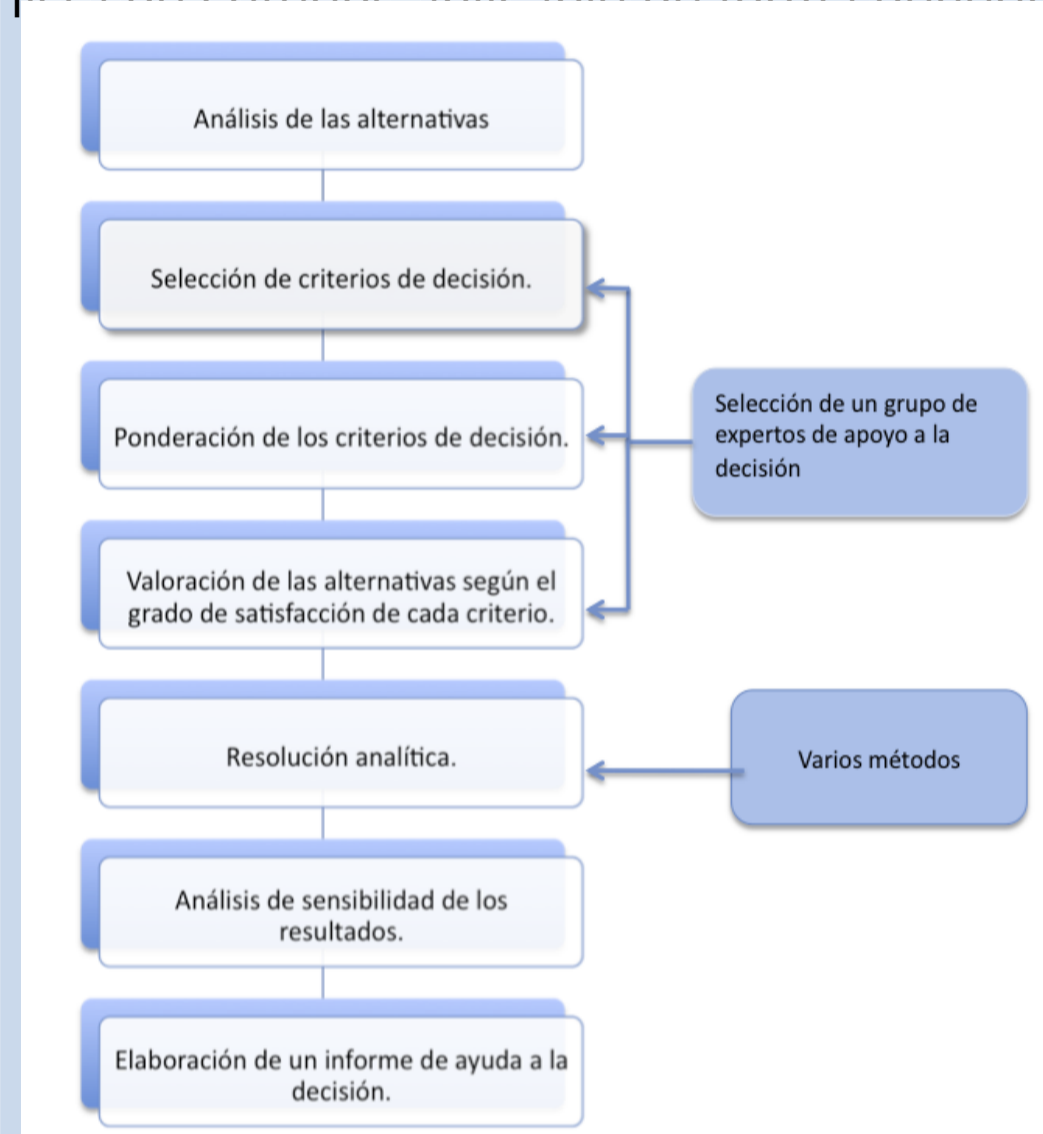 Análisis de las alternativas
Selección de criterios de decisión.
Ponderación de los criterios de decisión.
Valoración de las alternativas según el
grado de satisfacción de cada criterio.
Resolución analítica.
Análisis de sensibilidad de los
resultados.
Elaboración de un informe de ayuda a la
decisión.
Selección de un grupo de
expertos de apoyo a la
decisión
Varios métodos